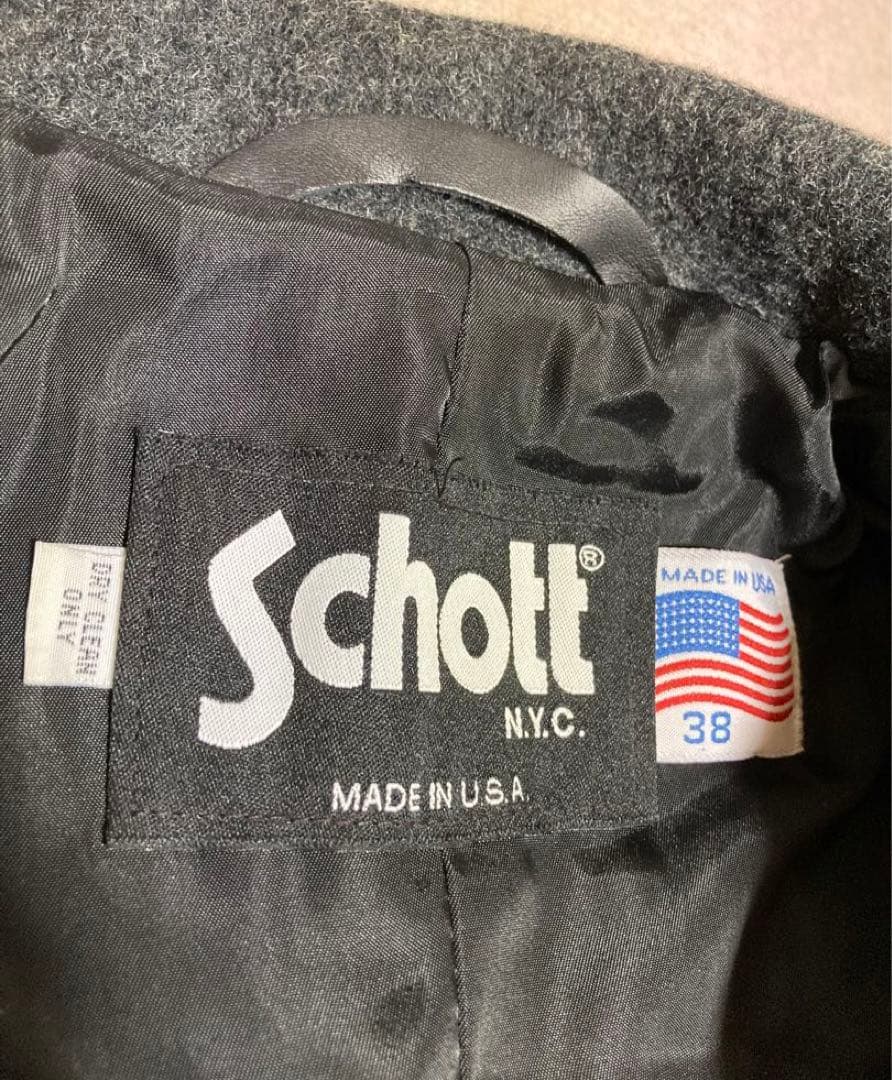 Schott®
N.Y.C.
MADE IN U.S.A.
DRY CLEAN
ONLY
MADE IN USA
38